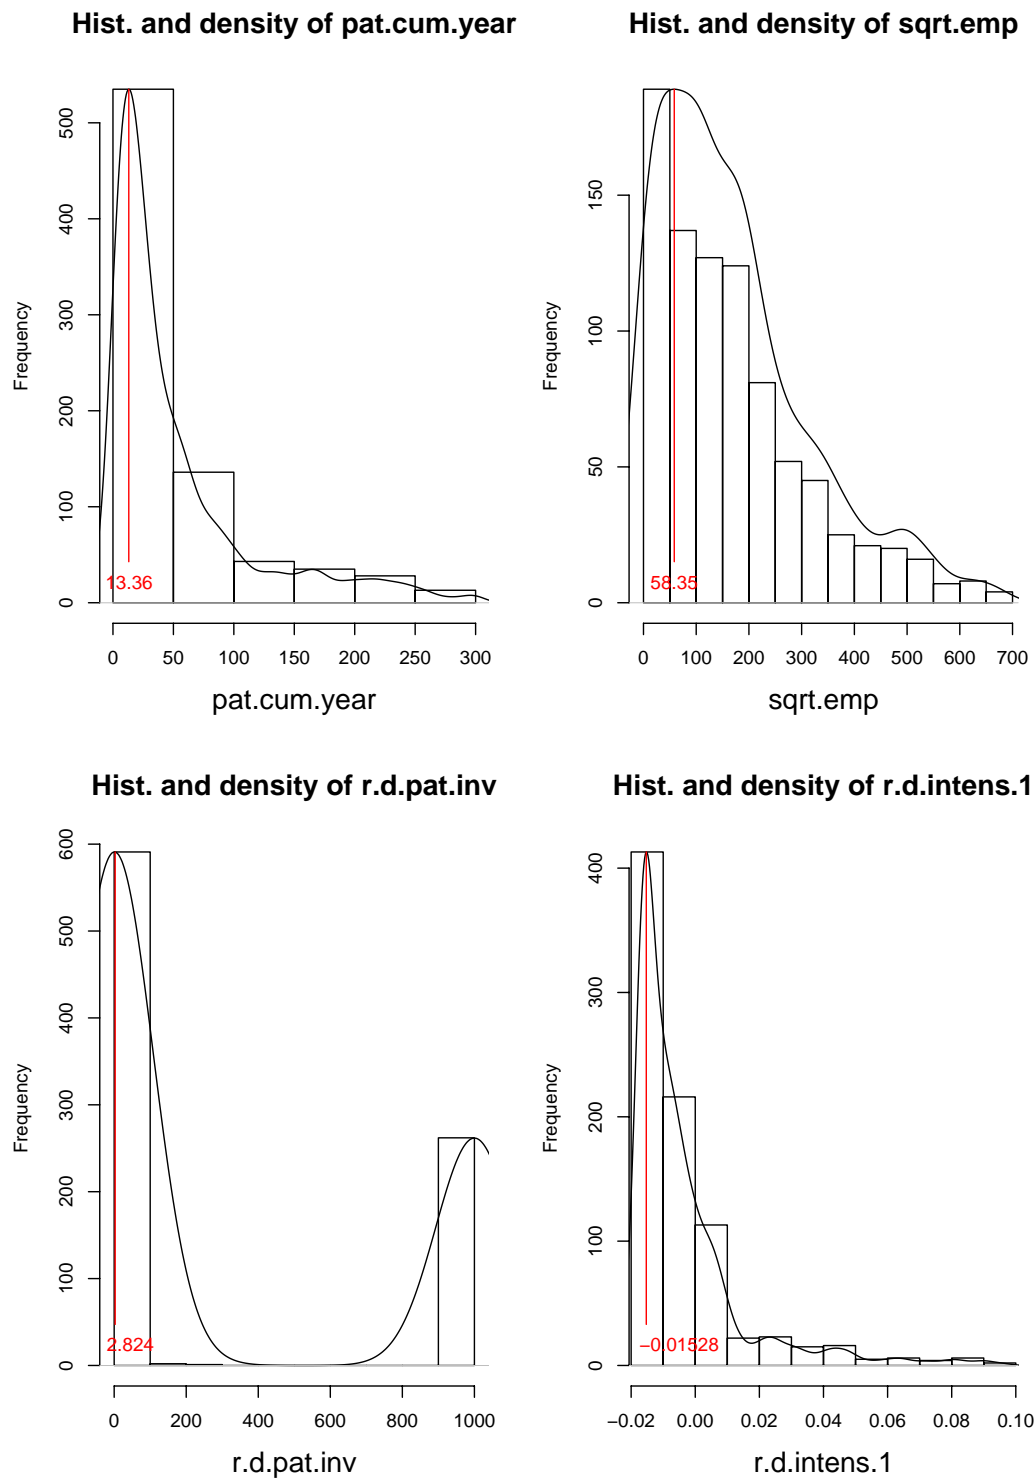 Hist. and density of pat.cum.year
Frequency
0
100
200
300
400
500
13.36
0 50 100 150 200 250 300
pat.cum.year
Hist. and density of sqrt.emp
Frequency
0
50
100
150
58.35
0 100 200 300 400 500 600 700
sqrt.emp
Hist. and density of r.d.pat.inv
Frequency
0
100
200
300
400
500
600
2.824
0 200 400 600 800 1000
r.d.pat.inv
Hist. and density of r.d.intens.1
Frequency
0
100
200
300
400
−0.01528
−0.02 0.00 0.02 0.04 0.06 0.08 0.10
r.d.intens.1